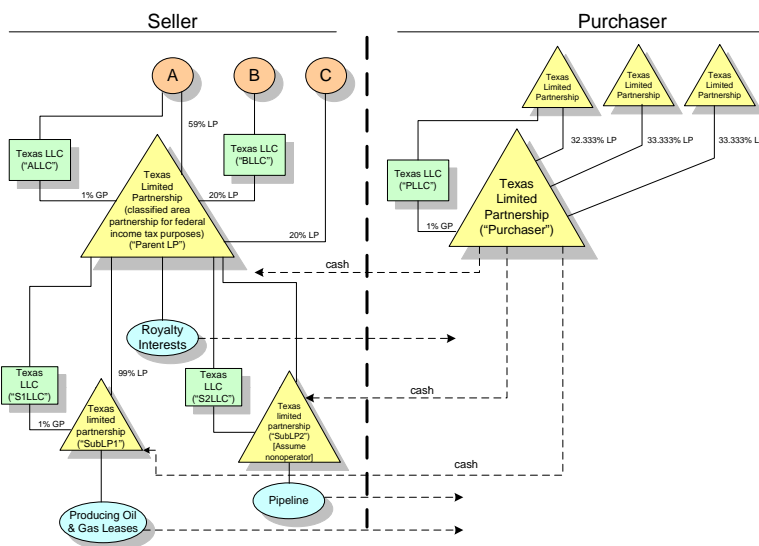 Seller
Purchaser
A
B
C
Texas
Limited
Partnership
Texas
Limited
Partnership
Texas
Limited
Partnership
59% LP
32.333% LP
33.333% LP
33.333% L
Texas LLC
("ALLC")
Texas LLC
("BLLC")
Texas LLC
("PLLC")
Texas
Limited
Partnership
(classified area
partnership for federal
income tax purposes)
("Parent LP")
Texas
Limited
Partnership
("Purchaser")
1% GP
20% LP
20% LP
1% GP
cash
Royalty
Interests
Texas
LLC
("S1LLC")
99% LP
Texas
LLC
("S2LLC")
cash
1% GP
Texas
limited
partnership
("SubLP1")
Texas
limited
partnership
("SubLP2")
[Assume
nonoperator]
cash
Pipeline
Producing Oil
& Gas Leases